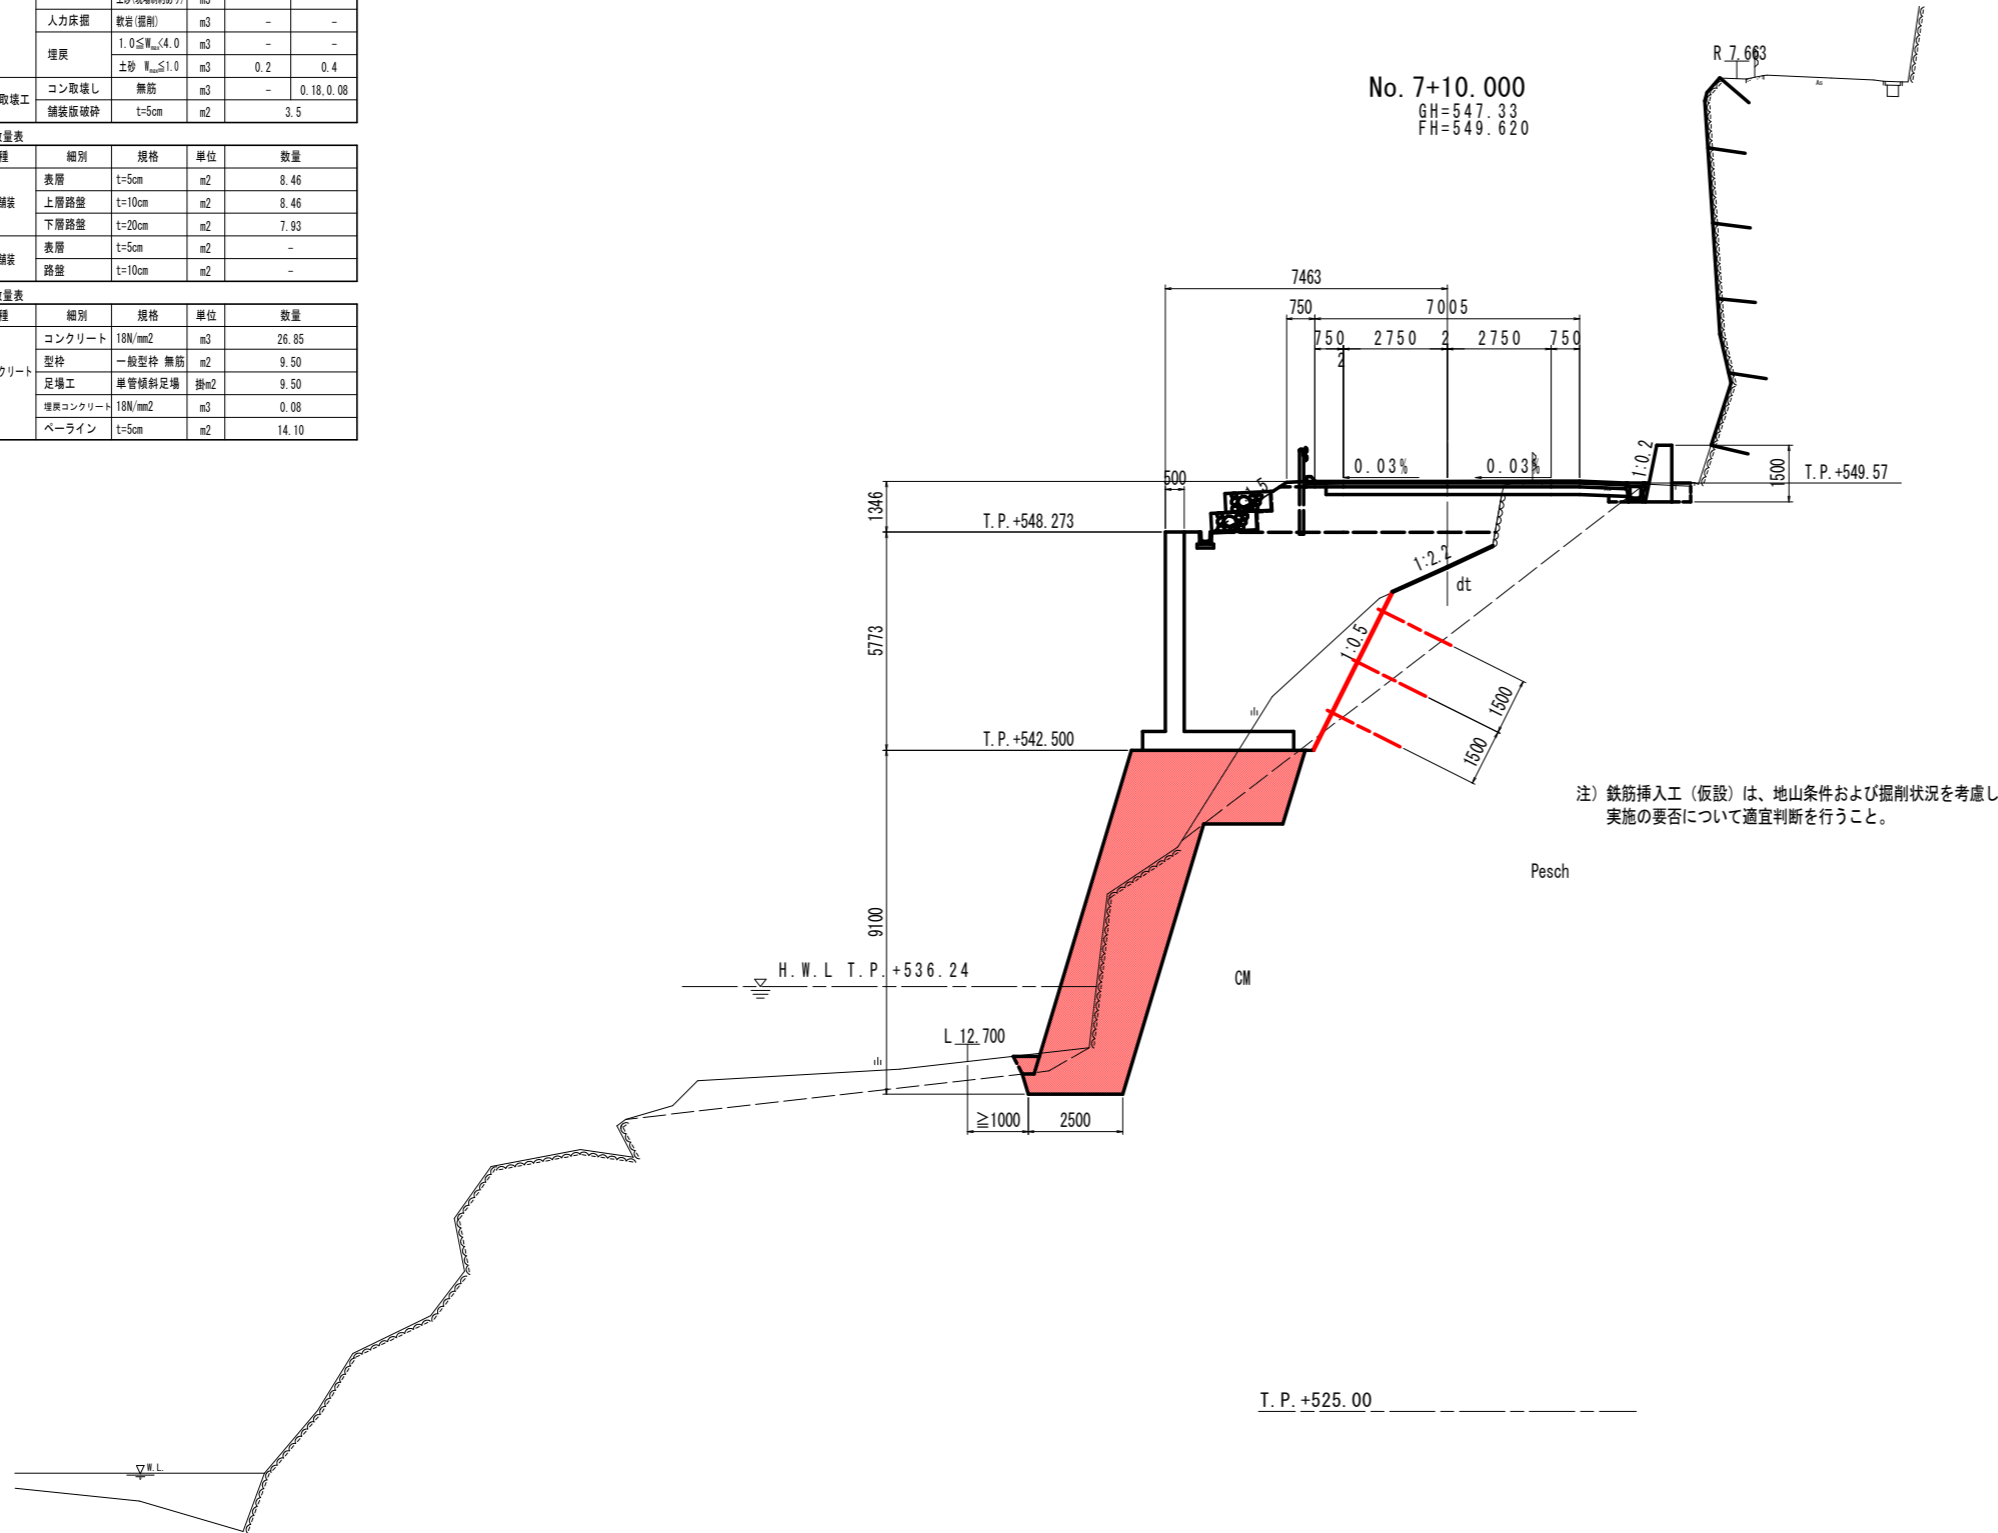 人力床掘 軟岩(掘削) m3 - -
埋戻 1.0≦Wmax<4.0 m3 - -
土砂 Wmax≦1.0 m3 0.2 0.4
取壊工 コン取壊し 無筋 m3 - 0.18,0.08
舗装版破砕 t=5cm m2 3.5
量表
種 細別 規格 単位 数量
舗装 表層 t=5cm m2 8.46
上層路盤 t=10cm m2 8.46
下層路盤 t=20cm m2 7.93
舗装 表層 t=5cm m2 -
路盤 t=10cm m2 -
量表
種 細別 規格 単位 数量
コンクリート 18N/mm2 m3 26.85
型枠 一般型枠 無筋 m2 9.50
クリート 足場工 単管傾斜足場 掛m2 9.50
埋戻コンクリート 18N/mm2 m3 0.08
ペーライン t=5cm m2 14.10
No.7+10.000
GH=547.33
FH=549.620
R 7.663
7463
750 7005
750 2750 2 2750 750
2
0.03% 0.03%
1:0.2
1500
T.P.+549.57
500
1346
T.P.+548.273
1:2.2
dt
5773
1:0.5
1500
1500
T.P.+542.500
注）鉄筋挿入工（仮設）は、地山条件および掘削状況を考慮し
実施の要否について適宜判断を行うこと。
Pesch
9100
H.W.L T.P.+536.24
CM
L 12.700
≧1000 2500
T.P.+525.00
W.L.